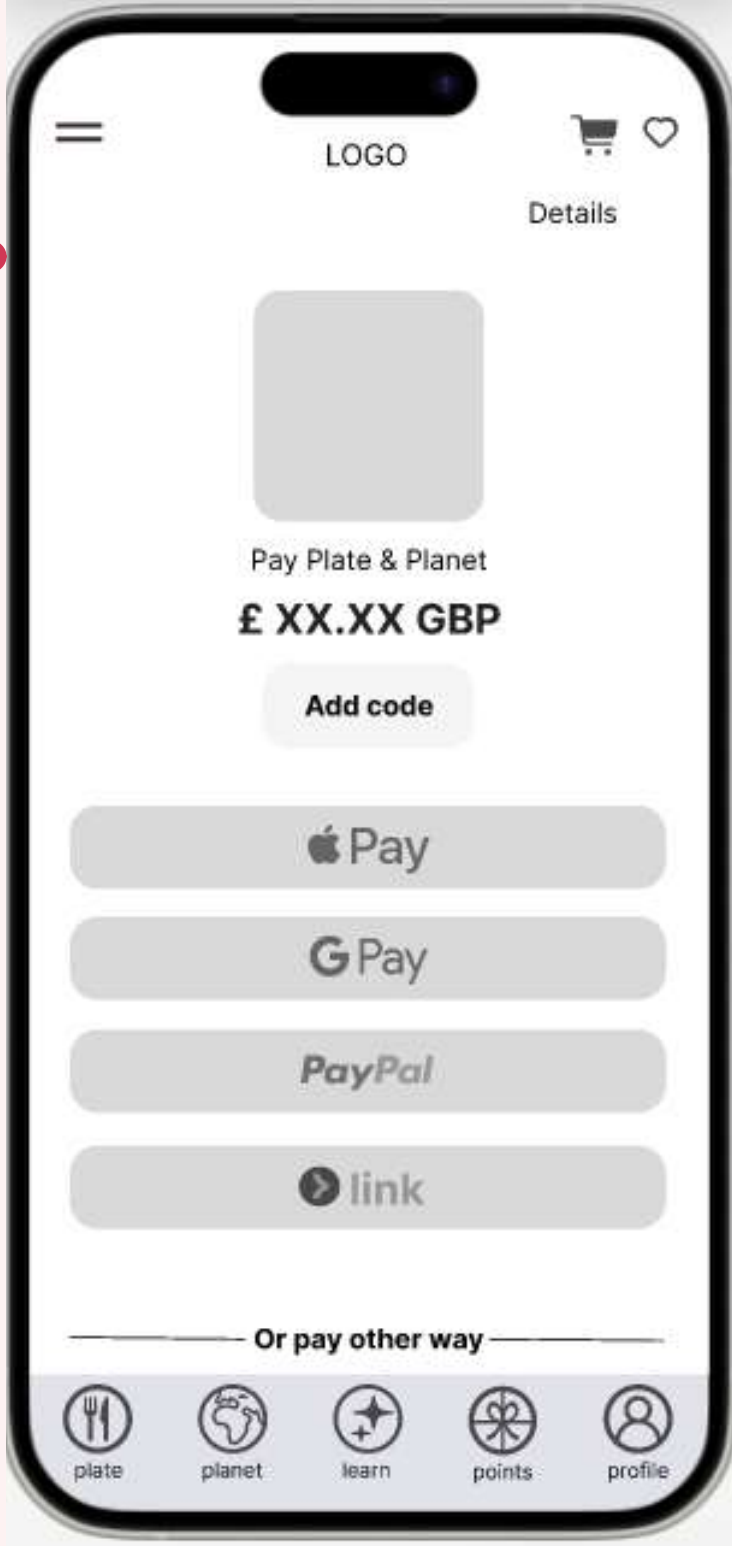 LOGO
Details
Pay Plate & Planet
£ XX.XX GBP
Add code
Pay
G Pay
PayPal
link
Or pay other way
plate planet learn points profile